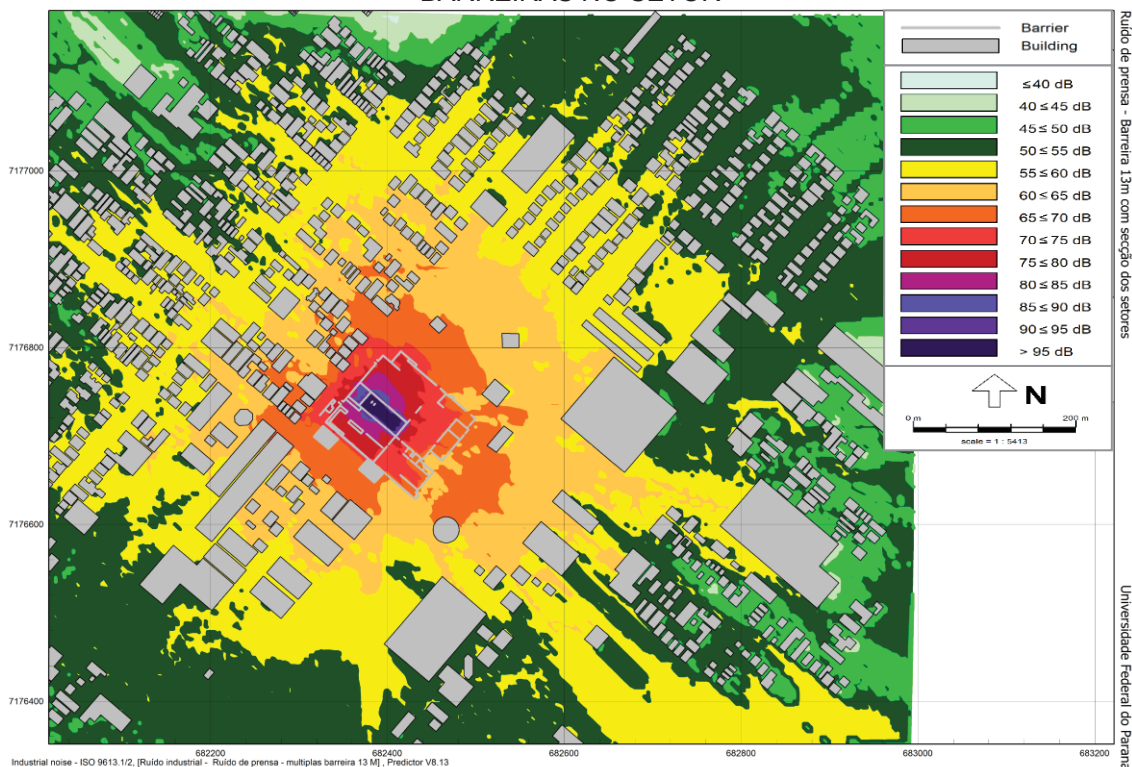 Barrier
Building
≤40 dB
40 ≤ 45 dB
45 ≤ 50 dB
50 ≤ 55 dB
55 ≤ 60 dB
60 ≤ 65 dB
65 ≤ 70 dB
70 ≤ 75 dB
75 ≤ 80 dB
80 ≤ 85 dB
85 ≤ 90 dB
90 ≤ 95 dB
> 95 dB
N
0 m 200 m
scale = 1 : 5413
7177000
7176800
7176600
7176400
682200 682400 682600 682800 683000 683200
Industrial noise - ISO 9613.1/2, [Ruído industrial - Ruído de prensa - multiplas barreira 13 M] , Predictor V8.13
Ruído de prensa - Barreira 13m com secção dos setores
Universidade Federal do Paraná